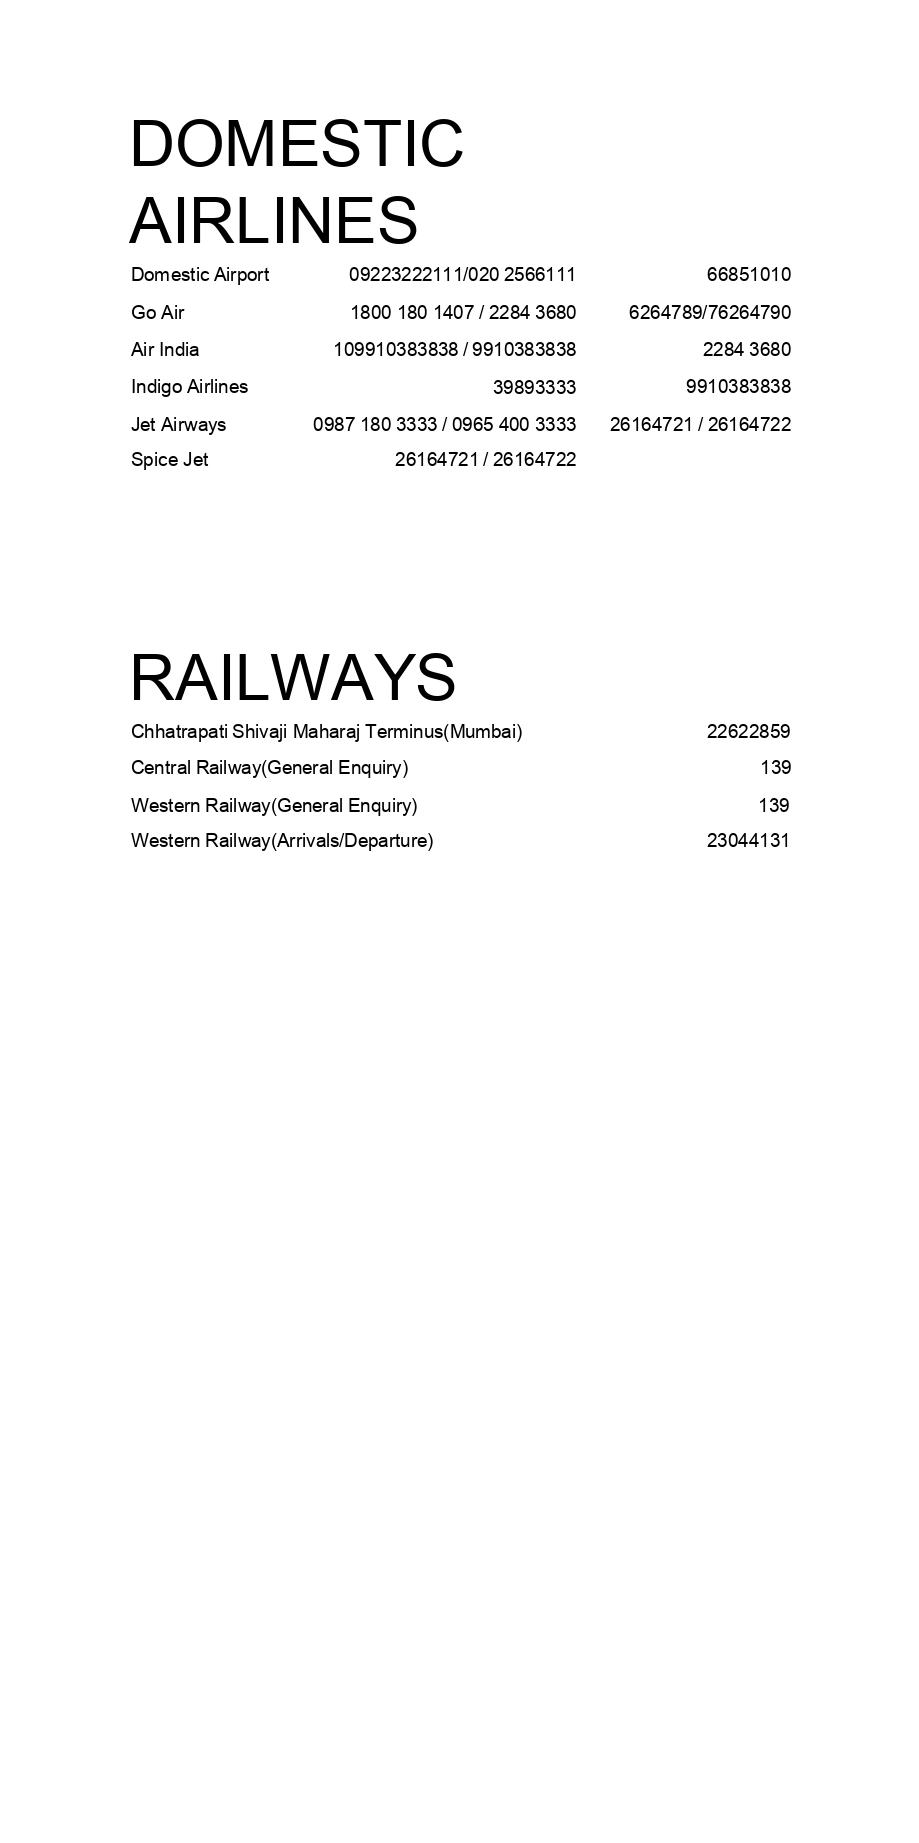 DOMESTIC
AIRLINES
Domestic Airport 09223222111/020 2566111 66851010
Go Air 1800 180 1407 / 2284 3680 6264789/76264790
Air India 109910383838 / 9910383838 2284 3680
Indigo Airlines 39893333 9910383838
Jet Airways 0987 180 3333 / 0965 400 3333 26164721 / 26164722
Spice Jet 26164721 / 26164722
RAILWAYS
Chhatrapati Shivaji Maharaj Terminus(Mumbai) 22622859
Central Railway(General Enquiry) 139
Western Railway(General Enquiry) 139
Western Railway(Arrivals/Departure) 23044131